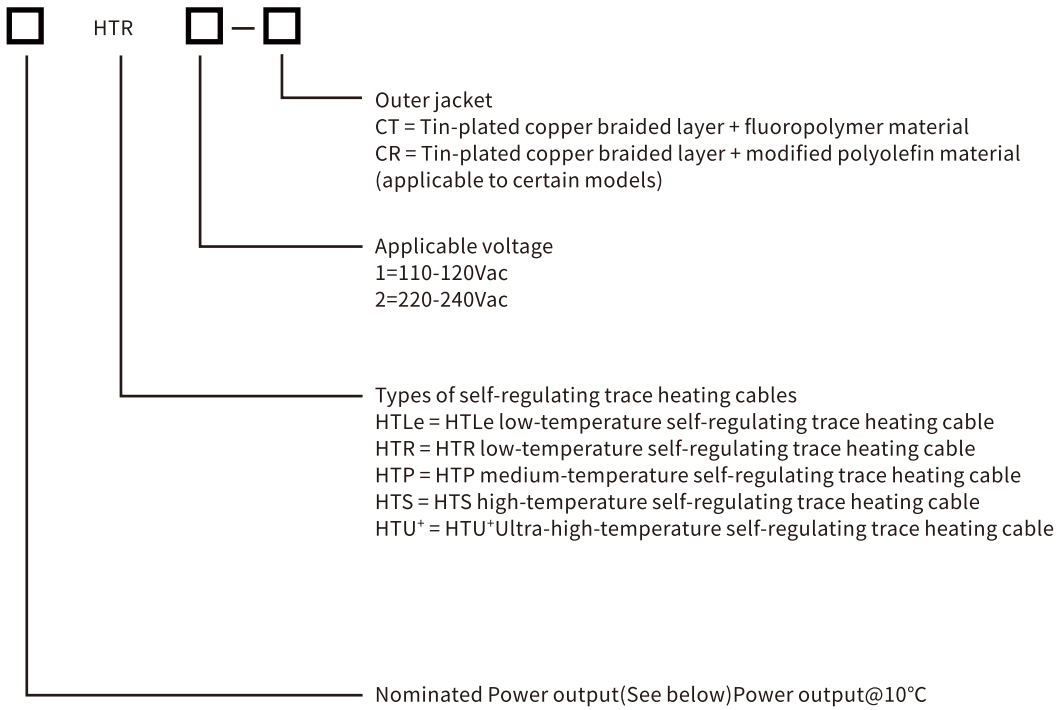 HTR
Outer jacket
CT = Tin-plated copper braided layer + fluoropolymer material
CR = Tin-plated copper braided layer + modified polyolefin material
(applicable to certain models)
Applicable voltage
1=110-120Vac
2=220-240Vac
Types of self-regulating trace heating cables
HTLe = HTLe low-temperature self-regulating trace heating cable
HTR = HTR low-temperature self-regulating trace heating cable
HTP = HTP medium-temperature self-regulating trace heating cable
HTS = HTS high-temperature self-regulating trace heating cable
HTU⁺ = HTU⁺Ultra-high-temperature self-regulating trace heating cable
Nominated Power output(See below)Power output@10°C